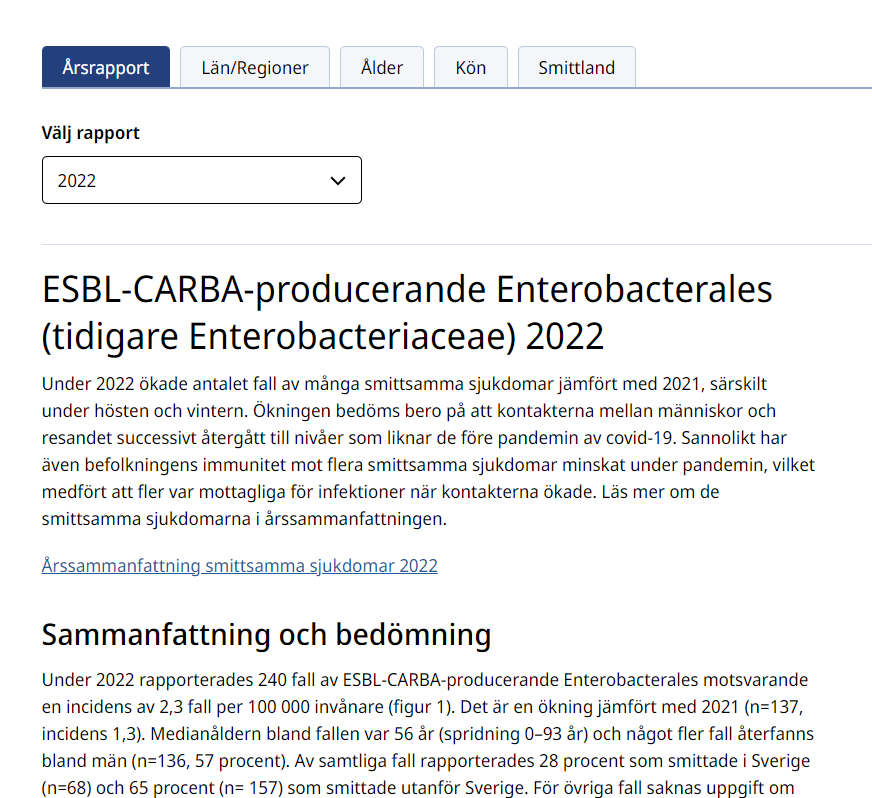 Årsrapport
Län/Regioner
Ålder
Kön
Smittland
Välj rapport
2022
ESBL-CARBA-producerande Enterobacterales
(tidigare Enterobacteriaceae) 2022
Under 2022 ökade antalet fall av många smittsamma sjukdomar jämfört med 2021, särskilt
under hösten och vintern. Ökningen bedöms bero på att kontakterna mellan människor och
resandet successivt återgått till nivåer som liknar de före pandemin av covid-19. Sannolikt har
även befolkningens immunitet mot flera smittsamma sjukdomar minskat under pandemin, vilket
medfört att fler var mottagliga för infektioner när kontakterna ökade. Läs mer om de
smittsamma sjukdomarna i årssammanfattningen.
Årssammanfattning smittsamma sjukdomar 2022
Sammanfattning och bedömning
Under 2022 rapporterades 240 fall av ESBL-CARBA-producerande Enterobacterales motsvarande
en incidens av 2,3 fall per 100 000 invånare (figur 1). Det är en ökning jämfört med 2021 (n=137,
incidens 1,3). Medianåldern bland fallen var 56 år (spridning 0–93 år) och något fler fall återfanns
bland män (n=136, 57 procent). Av samtliga fall rapporterades 28 procent som smittade i Sverige
(n=68) och 65 procent (n= 157) som smittade utanför Sverige. För övriga fall saknas uppgift om